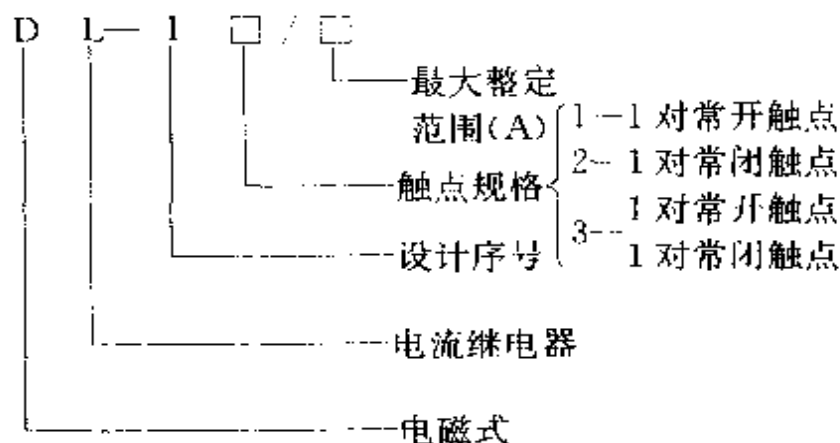 D L—1 □/□
最大整定
范围(A)
1—1 对常开触点
2—1 对常闭触点
触点规格
1 对常开触点
3—
1 对常闭触点
设计序号
电流继电器
电磁式